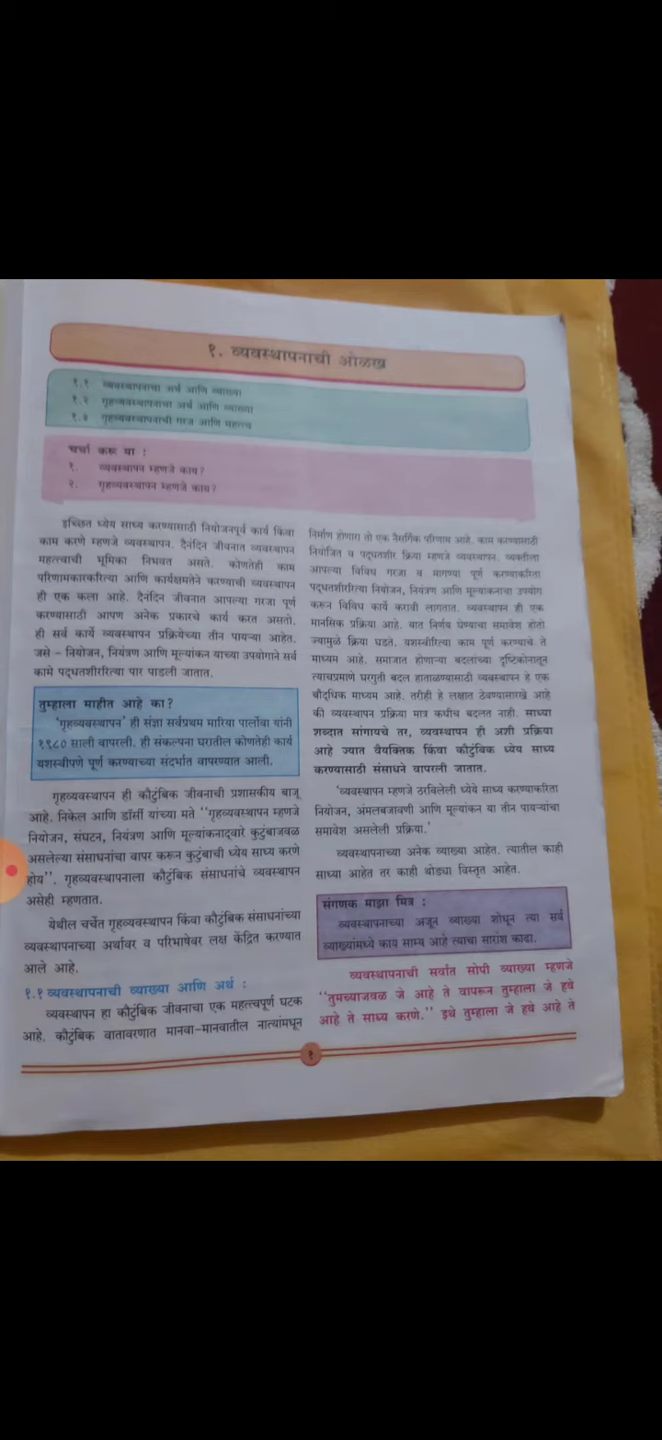 १. व्यवस्थापनाची ओळख
१.१ व्यवस्थापनाचा अर्थ आणि व्याख्या
१.२ गृहव्यवस्थापनाचा अर्थ आणि व्याख्या
१.३ गृहव्यवस्थापनाची गरज आणि महत्त्व
चर्चा करू या :
१. व्यवस्थापन म्हणजे काय?
२. गृहव्यवस्थापन म्हणजे काय?
इच्छित ध्येय साध्य करण्यासाठी नियोजनपूर्व कार्य किंवा
काम करणे म्हणजे व्यवस्थापन. दैनंदिन जीवनात व्यवस्थापन
महत्त्वाची भूमिका निभवत असते. कोणतेही काम
परिणामकारकरित्या आणि कार्यक्षमतेने करण्याची व्यवस्थापन
ही एक कला आहे. दैनंदिन जीवनात आपल्या गरजा पूर्ण
करण्यासाठी आपण अनेक प्रकारचे कार्य करत असतो.
ही सर्व कार्ये व्यवस्थापन प्रक्रियेच्या तीन पायऱ्या आहेत.
जसे – नियोजन, नियंत्रण आणि मूल्यांकन याच्या उपयोगाने सर्व
कामे पद्धतशीररित्या पार पाडली जातात.
तुम्हाला माहीत आहे का?
‘गृहव्यवस्थापन’ ही संज्ञा सर्वप्रथम मारिया पार्लोवा यांनी
१९८० साली वापरली. ही संकल्पना घरातील कोणतेही कार्य
यशस्वीपणे पूर्ण करण्याच्या संदर्भात वापरण्यात आली.
गृहव्यवस्थापन ही कौटुंबिक जीवनाची प्रशासकीय बाजू
आहे. निकेल आणि डॉर्सी यांच्या मते ‘‘गृहव्यवस्थापन म्हणजे
नियोजन, संघटन, नियंत्रण आणि मूल्यांकनाद्वारे कुटुंबाजवळ
असलेल्या संसाधनांचा वापर करून कुटुंबाची ध्येय साध्य करणे
होय’’. गृहव्यवस्थापनाला कौटुंबिक संसाधनांचे व्यवस्थापन
असेही म्हणतात.
येथील चर्चेत गृहव्यवस्थापन किंवा कौटुंबिक संसाधनांच्या
व्यवस्थापनाच्या अर्थावर व परिभाषेवर लक्ष केंद्रित करण्यात
आले आहे.
१.१ व्यवस्थापनाची व्याख्या आणि अर्थ :
व्यवस्थापन हा कौटुंबिक जीवनाचा एक महत्त्वपूर्ण घटक
आहे. कौटुंबिक वातावरणात मानवा-मानवातील नात्यांमधून
निर्माण होणारा तो एक नैसर्गिक परिणाम आहे. काम करण्यासाठी
नियोजित व पद्धतशीर क्रिया म्हणजे व्यवस्थापन. व्यक्तीला
आपल्या विविध गरजा व मागण्या पूर्ण करण्याकरिता
पद्धतशीररित्या नियोजन, नियंत्रण आणि मूल्यांकनाचा उपयोग
करून विविध कार्ये करावी लागतात. व्यवस्थापन ही एक
मानसिक प्रक्रिया आहे. यात निर्णय घेण्याचा समावेश होतो
ज्यामुळे क्रिया घडते. यशस्वीरित्या काम पूर्ण करण्याचे ते
माध्यम आहे. समाजात होणाऱ्या बदलांच्या दृष्टिकोनातून
त्याचप्रमाणे घरगुती बदल हाताळण्यासाठी व्यवस्थापन हे एक
बौद्धिक माध्यम आहे. तरीही हे लक्षात ठेवण्यासारखे आहे
की व्यवस्थापन प्रक्रिया मात्र कधीच बदलत नाही. साध्या
शब्दात सांगायचे तर, व्यवस्थापन ही अशी प्रक्रिया
आहे ज्यात वैयक्तिक किंवा कौटुंबिक ध्येय साध्य
करण्यासाठी संसाधने वापरली जातात.
‘व्यवस्थापन म्हणजे ठरविलेली ध्येये साध्य करण्याकरिता
नियोजन, अंमलबजावणी आणि मूल्यांकन या तीन पायऱ्यांचा
समावेश असलेली प्रक्रिया.’
व्यवस्थापनाच्या अनेक व्याख्या आहेत. त्यातील काही
साध्या आहेत तर काही थोड्या विस्तृत आहेत.
संगणक माझा मित्र :
व्यवस्थापनाच्या अजून व्याख्या शोधून त्या सर्व
व्याख्यांमध्ये काय साम्य आहे त्याचा सारांश काढा.
व्यवस्थापनाची सर्वात सोपी व्याख्या म्हणजे
‘‘तुमच्याजवळ जे आहे ते वापरून तुम्हाला जे हवे
आहे ते साध्य करणे.’’ इथे तुम्हाला जे हवे आहे ते
१